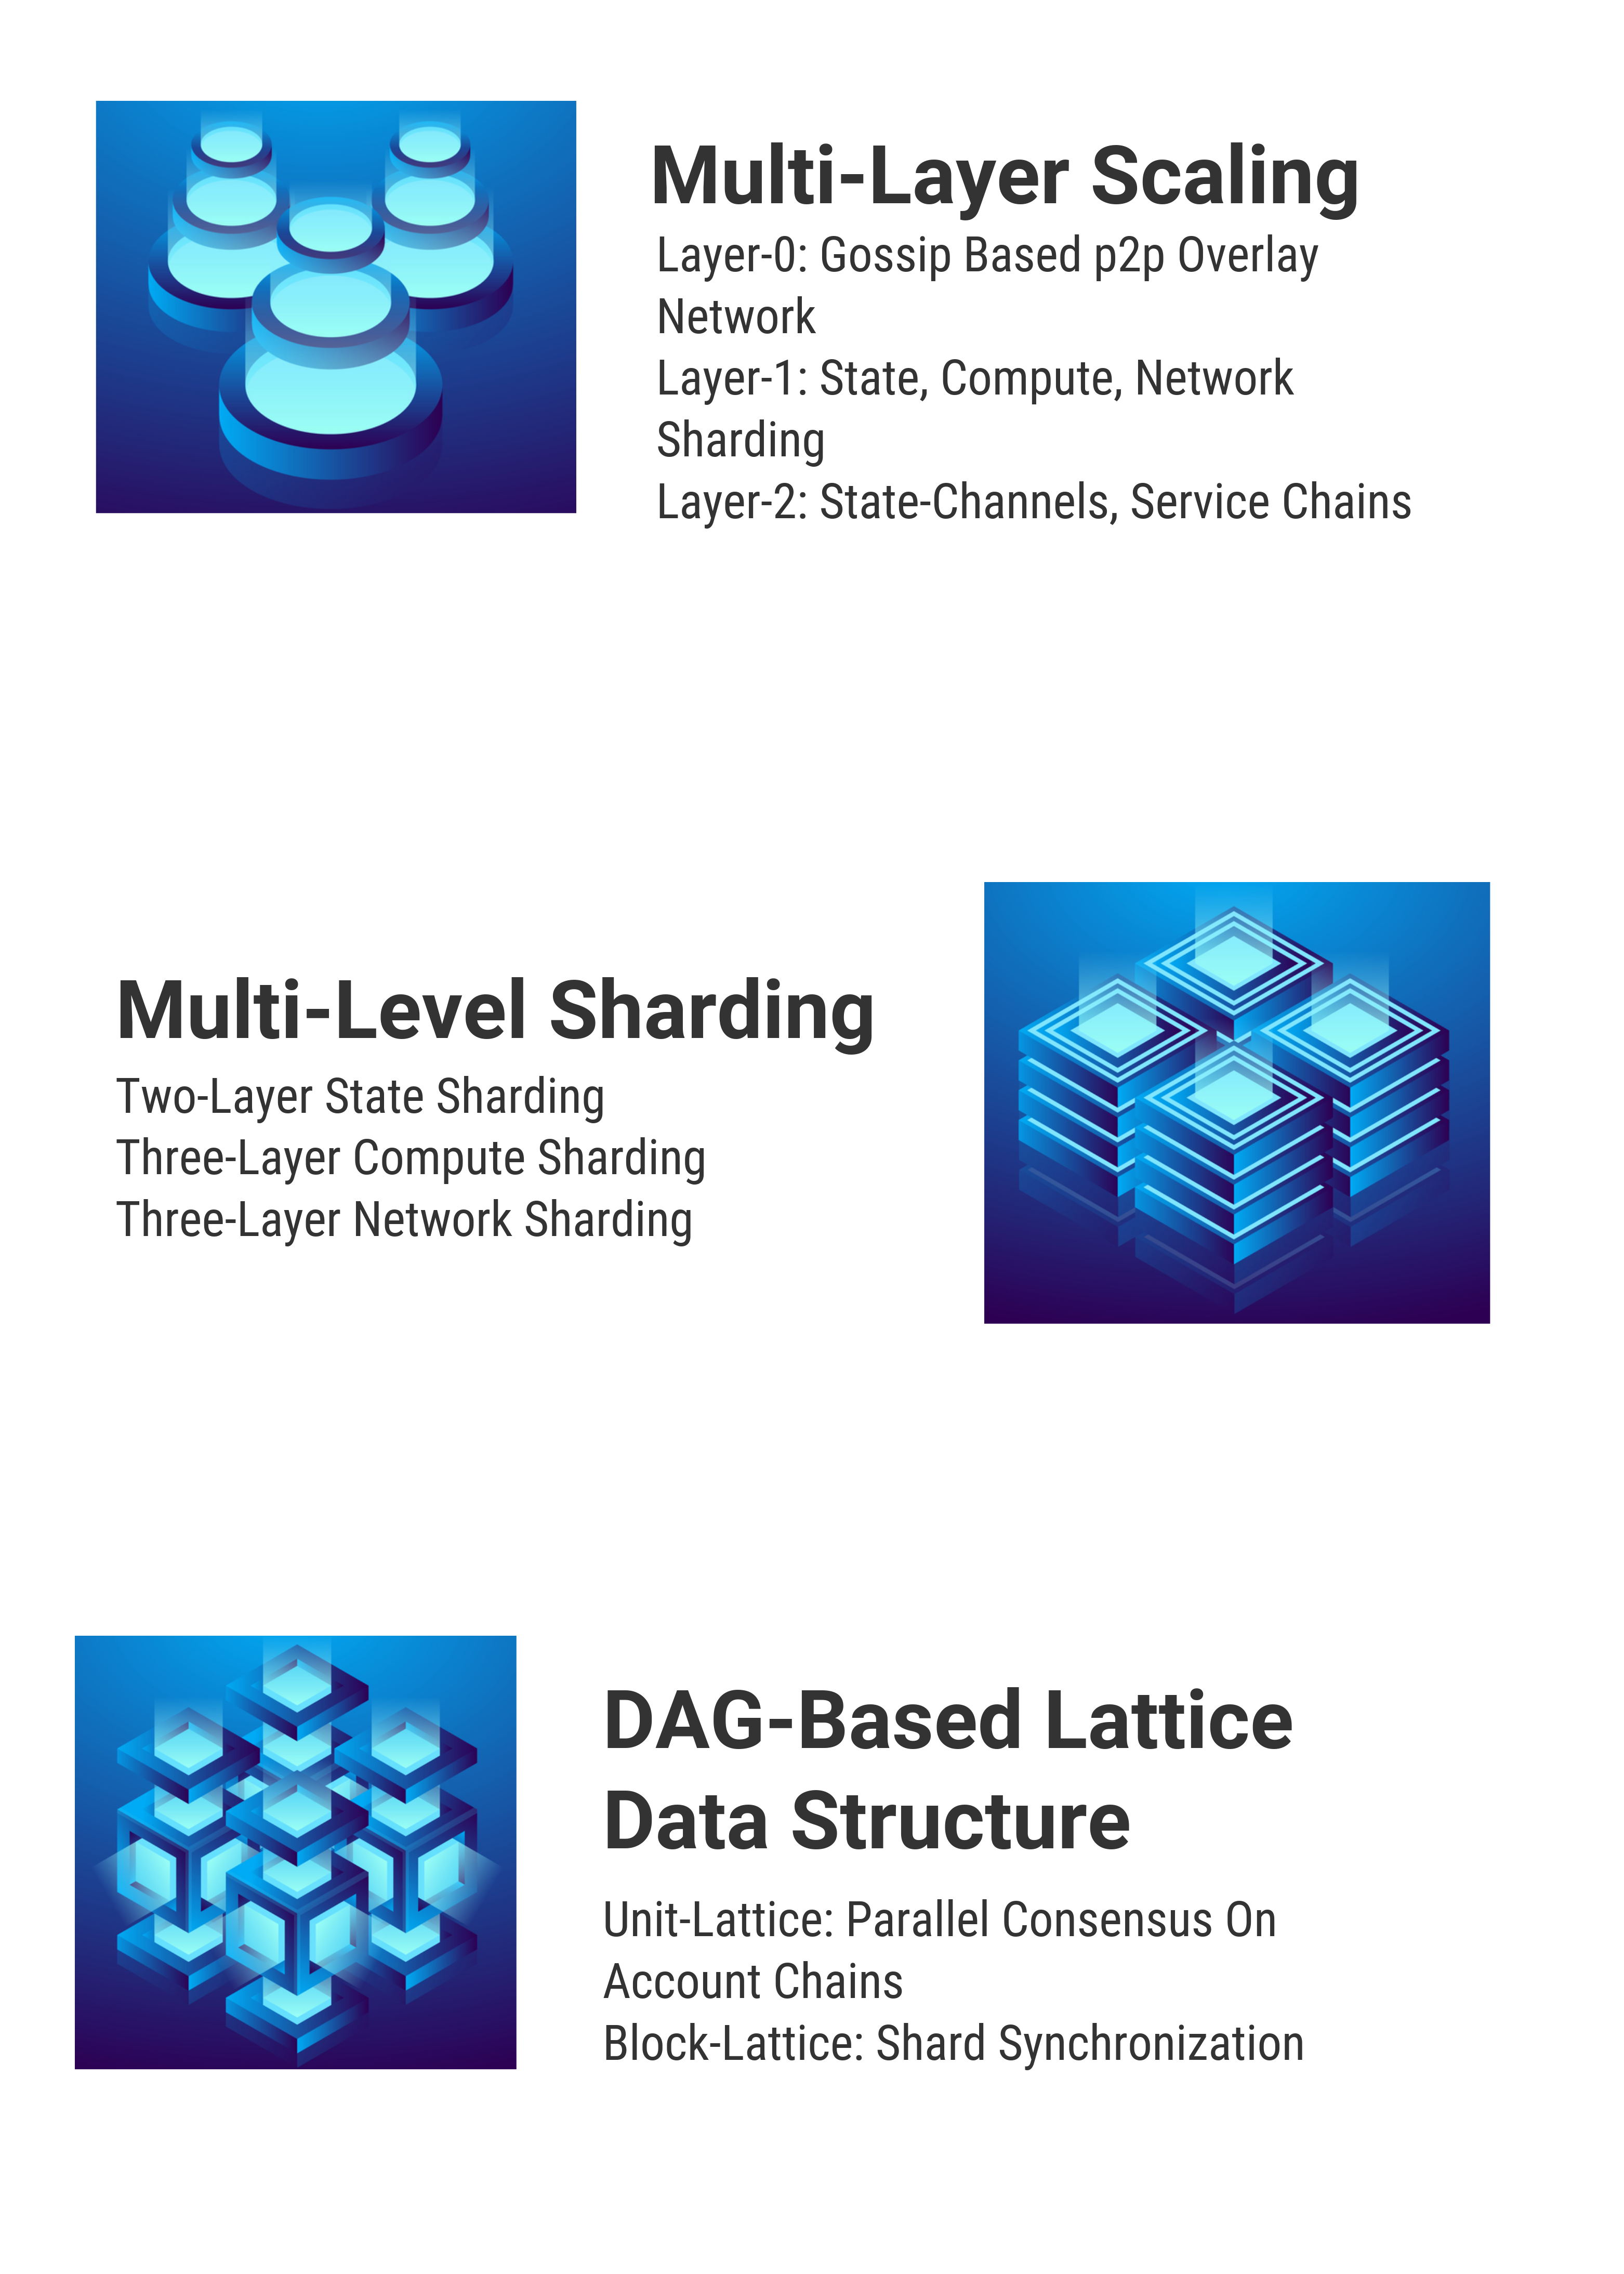 Multi-Layer Scaling
Layer-0: Gossip Based p2p Overlay
Network
Layer-1: State, Compute, Network
Sharding
Layer-2: State-Channels, Service Chains
Multi-Level Sharding
Two-Layer State Sharding
Three-Layer Compute Sharding
Three-Layer Network Sharding
DAG-Based Lattice
Data Structure
Unit-Lattice: Parallel Consensus On
Account Chains
Block-Lattice: Shard Synchronization